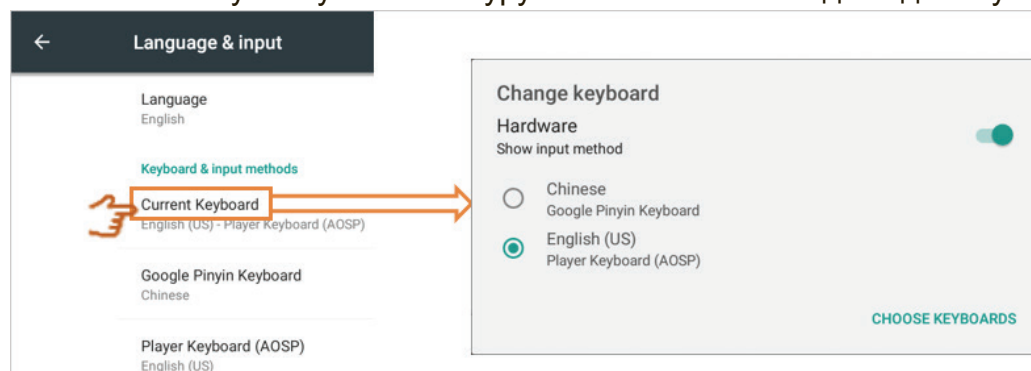 Language & input
Language
English
Keyboard & input methods
Current Keyboard
English (US) - Player Keyboard (AOSP)
Google Pinyin Keyboard
Chinese
Player Keyboard (AOSP)
English (US)
Change keyboard
Hardware
Show input method
Chinese
Google Pinyin Keyboard
English (US)
Player Keyboard (AOSP)
CHOOSE KEYBOARDS